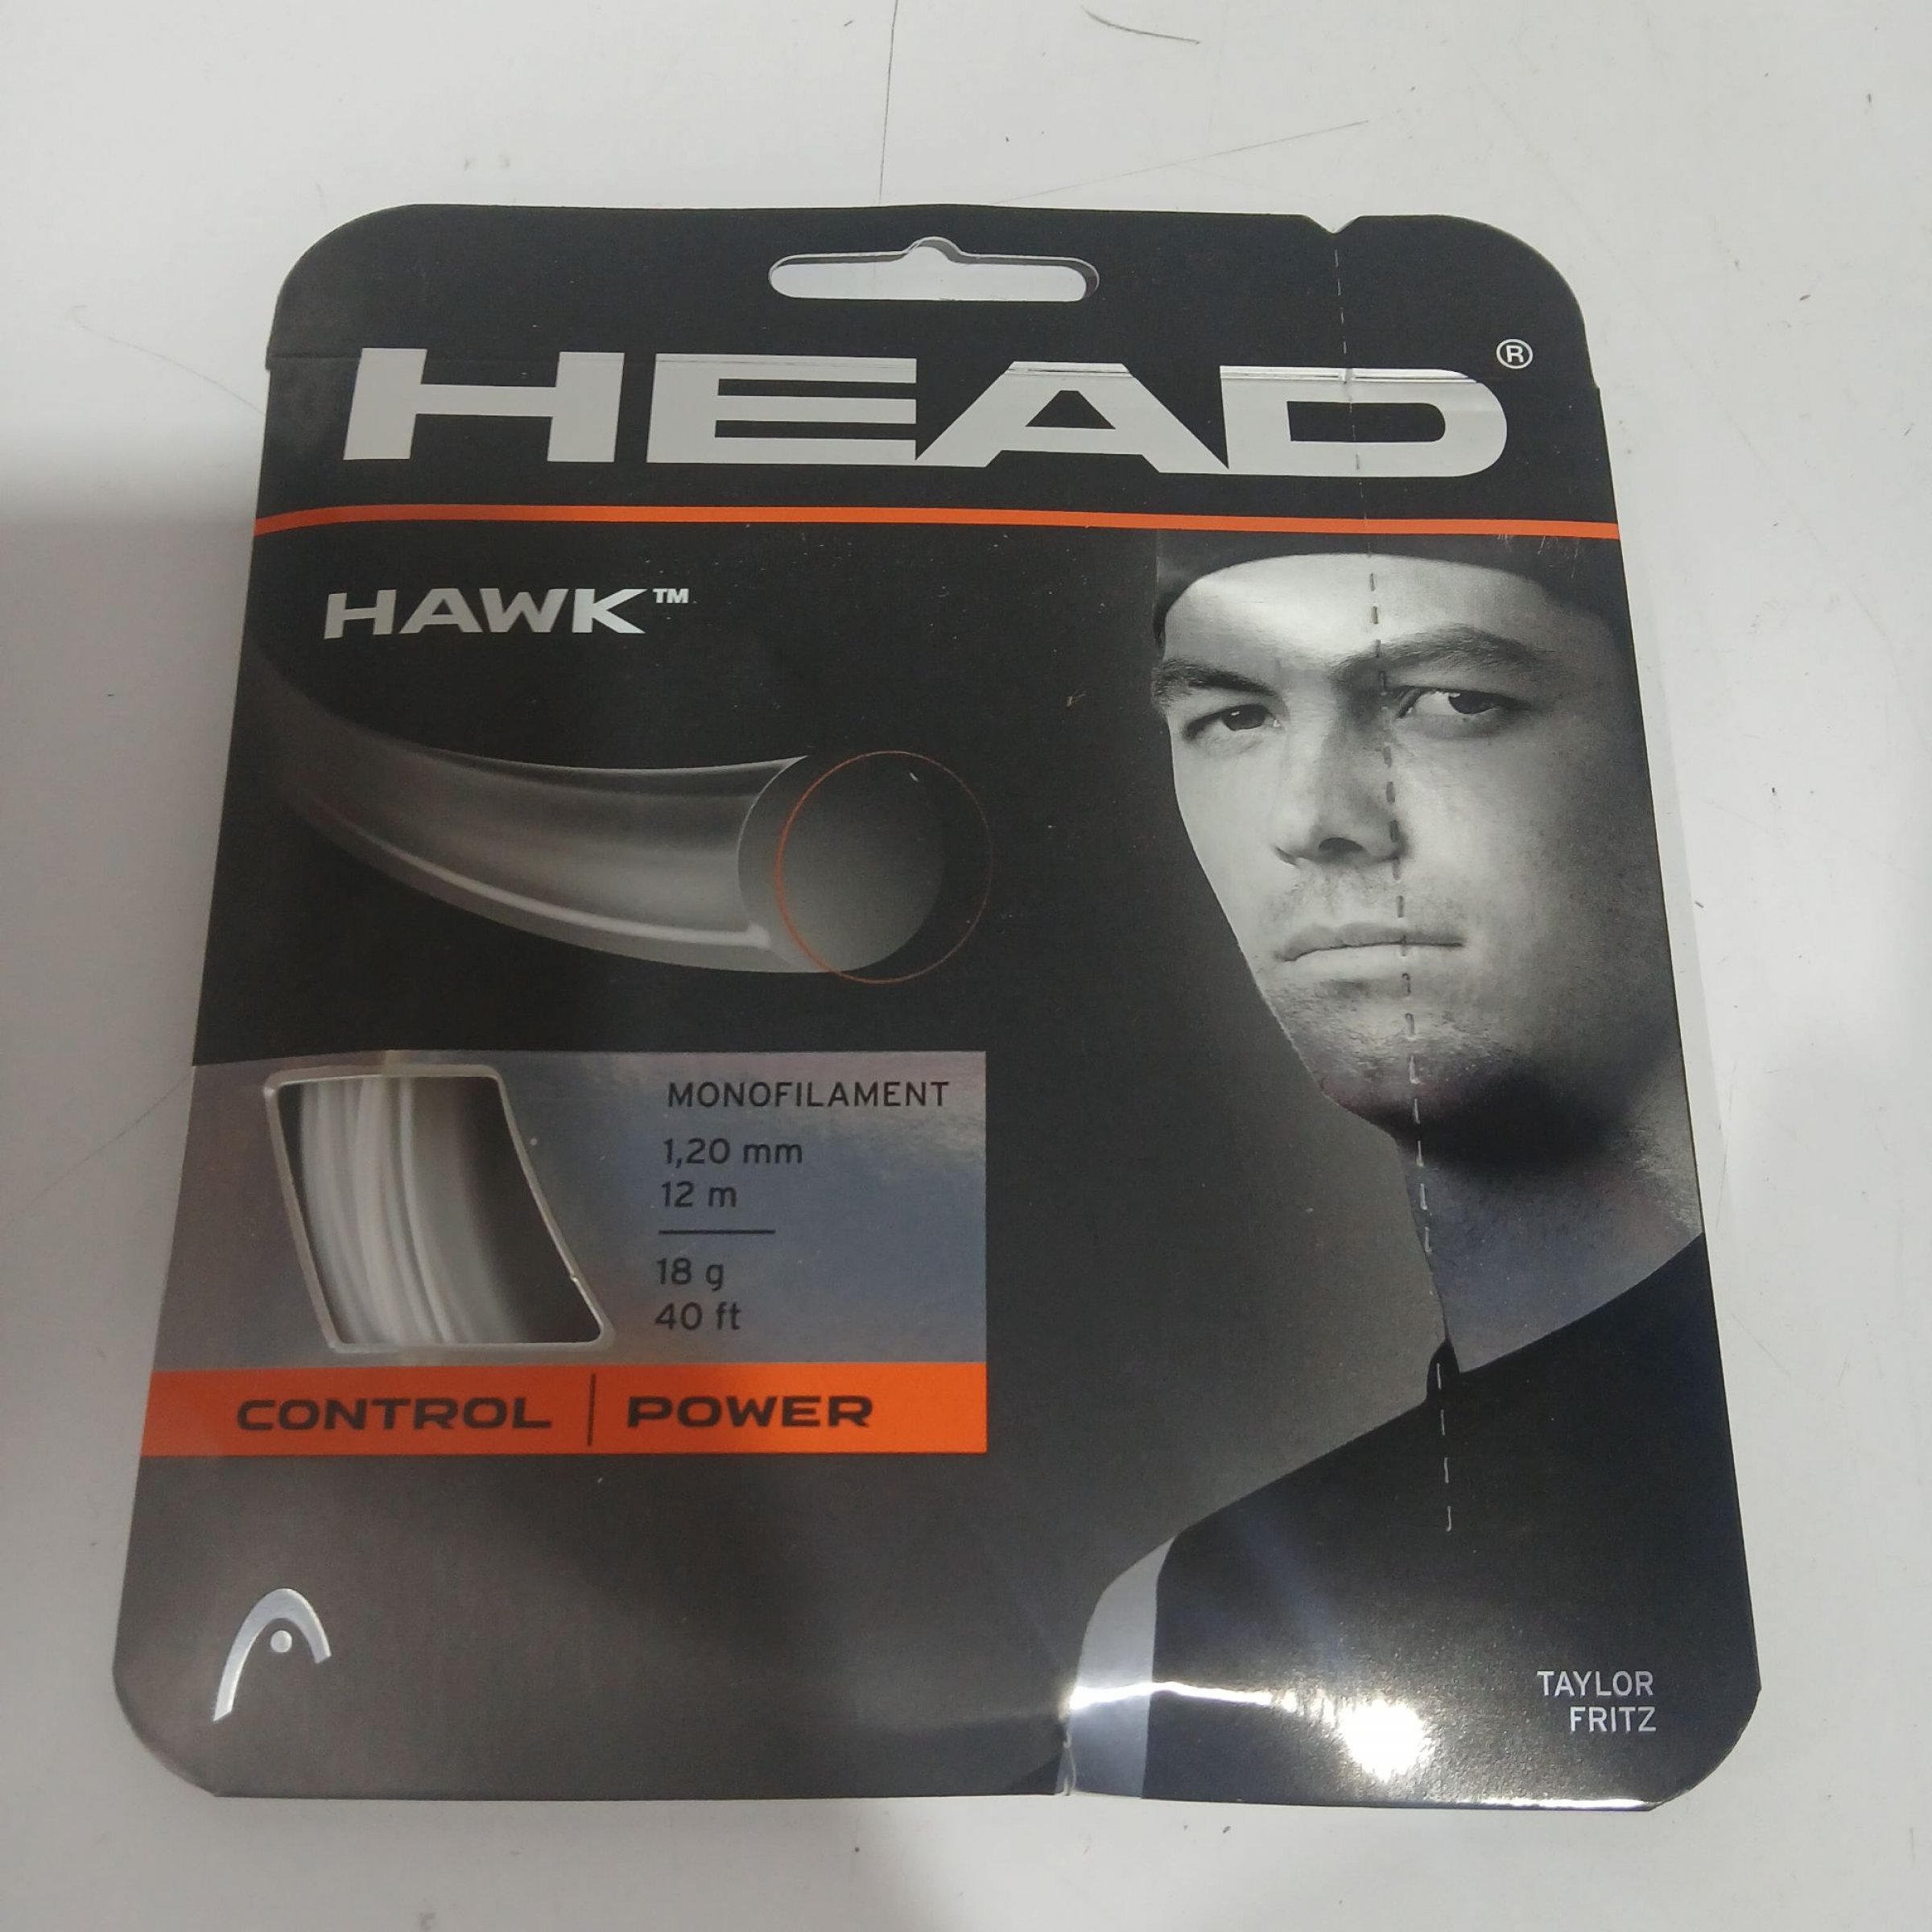 HEAD®
HAWK™
MONOFILAMENT
1,20 mm
12 m
18 g
40 ft
CONTROL | POWER
TAYLOR
FRITZ